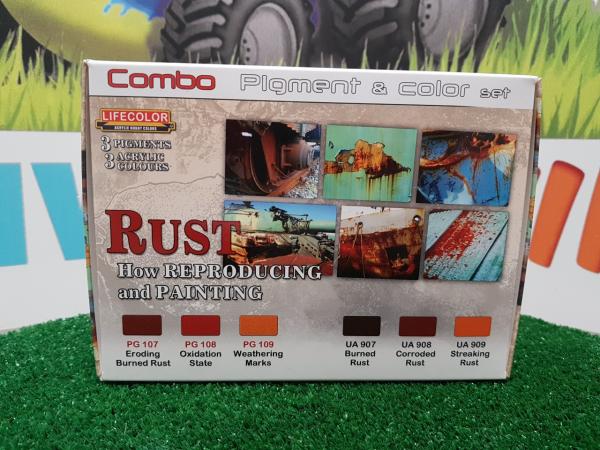 Combo Pigment & color set
LIFECOLOR
ACRYLIC HOBBY COLORS
3 PIGMENTS
3 ACRYLIC
COLOURS
RUST
HOW REPRODUCING
and PAINTING
PG 107
Eroding
Burned Rust
PG 108
Oxidation
State
PG 109
Weathering
Marks
UA 907
Burned
Rust
UA 908
Corroded
Rust
UA 909
Streaking
Rust